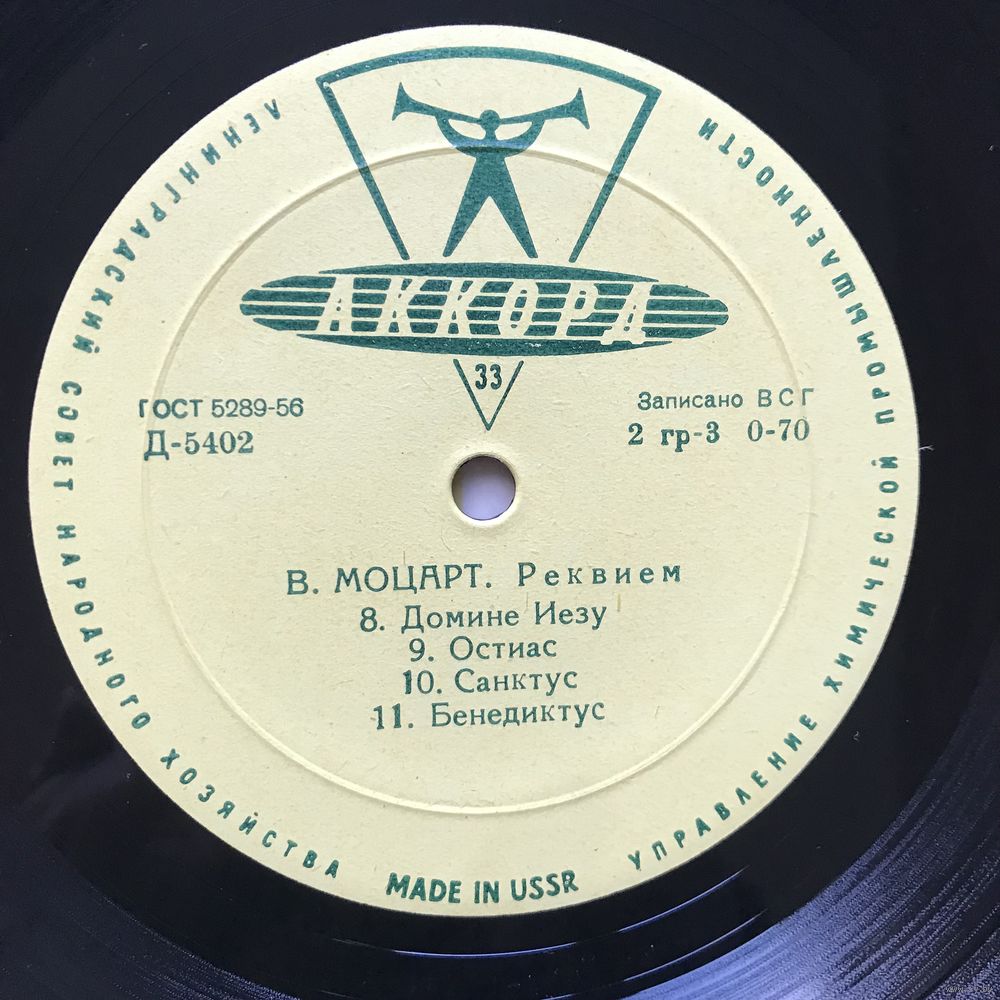 ЛЕНИНГРАДСКИЙ СОВЕТ НАРОДНОГО ХОЗЯЙСТВА
УПРАВЛЕНИЕ ХИМИЧЕСКОЙ ПРОМЫШЛЕННОСТИ
АККОРД
33
ГОСТ 5289-56
Д-5402
Записано ВСГ
2 гр-3 0-70
В. МОЦАРТ. Реквием
8. Домине Иезу
9. Остиас
10. Санктус
11. Бенедиктус
MADE IN USSR